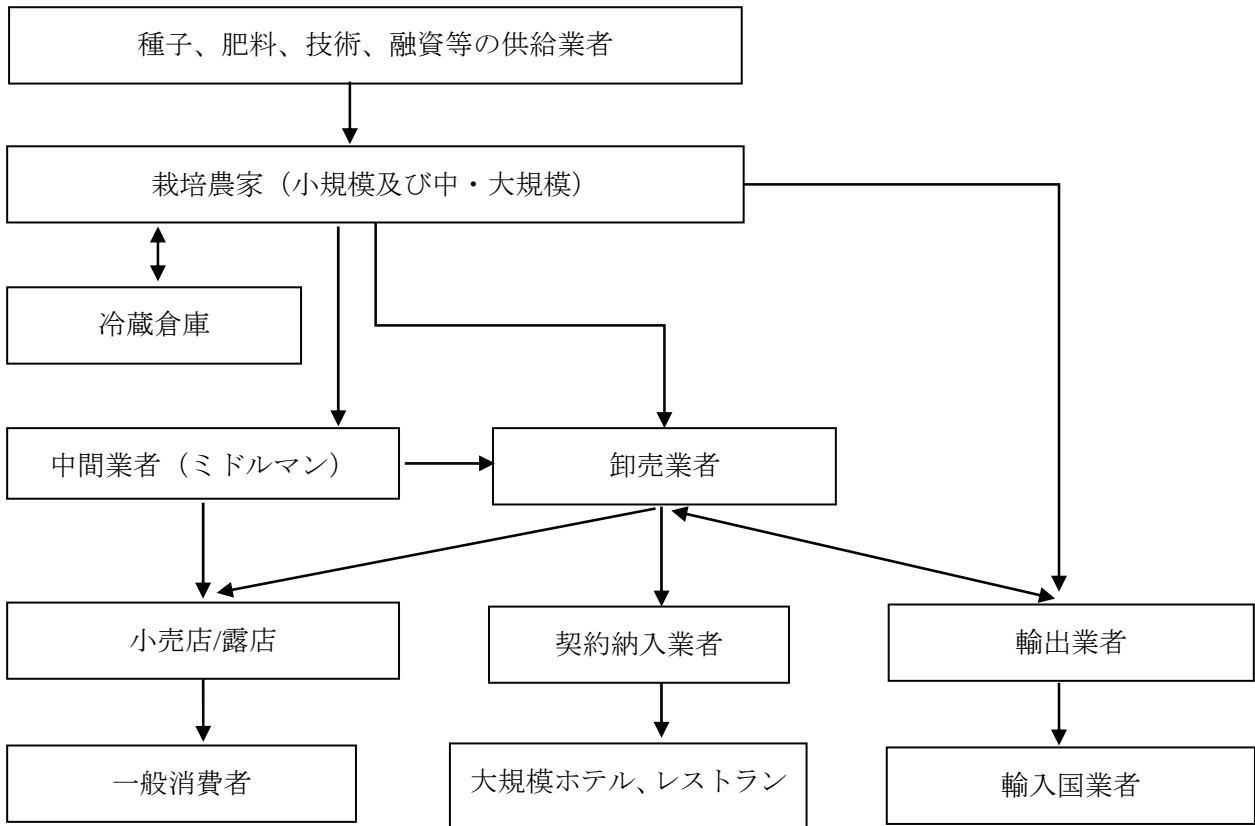 種子、肥料、技術、融資等の供給業者
栽培農家（小規模及び中・大規模）
冷蔵倉庫
中間業者（ミドルマン）
卸売業者
小売店/露店
契約納入業者
輸出業者
一般消費者
大規模ホテル、レストラン
輸入国業者